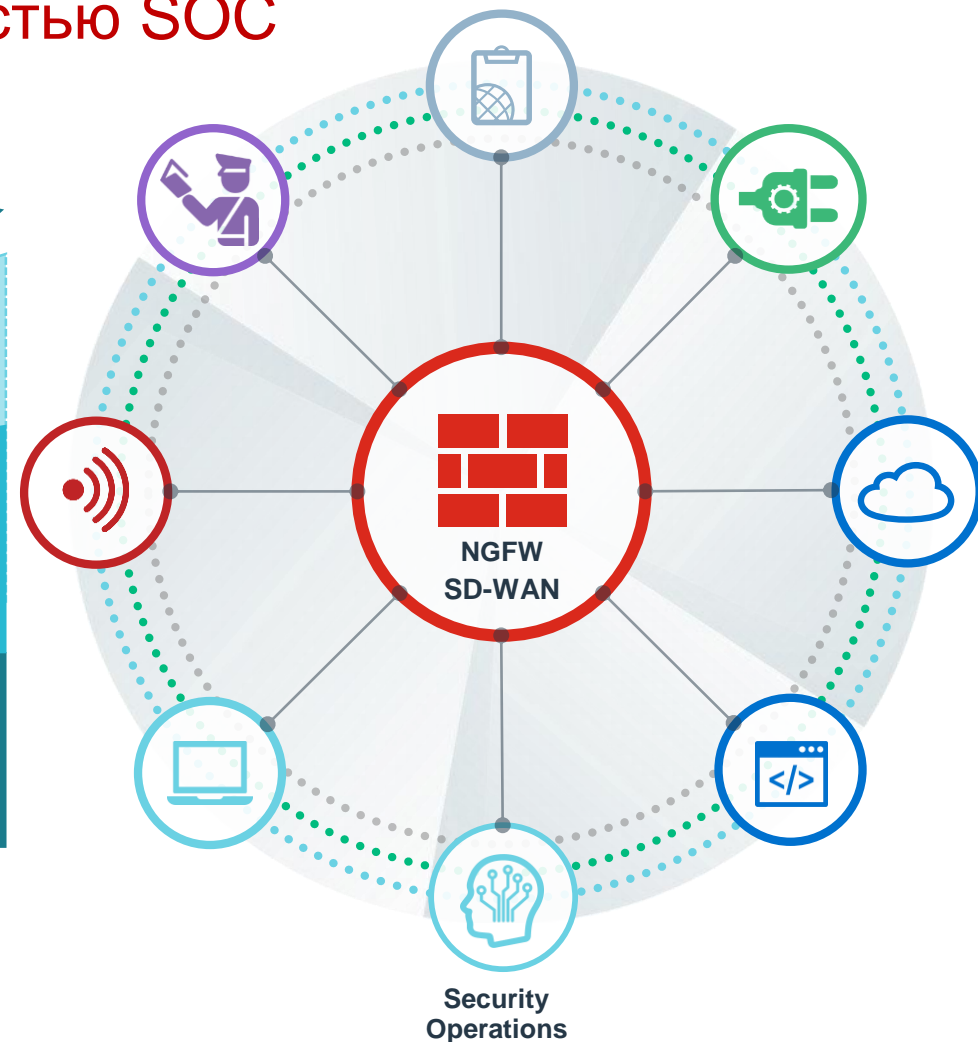 стью SOC
NGFW
SD-WAN
</>
Security
Operations